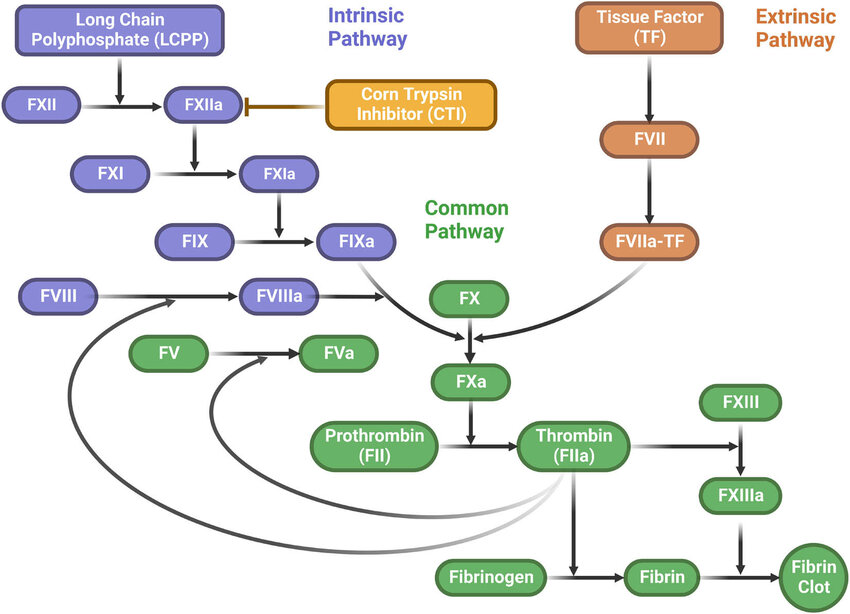 Long Chain
Polyphosphate (LCPP)
Intrinsic
Pathway
Tissue Factor
(TF)
Extrinsic
Pathway
FXII
FXIIa
Corn Trypsin
Inhibitor (CTI)
FVII
FXI
FXIa
Common
Pathway
FIX
FIXa
FVIIa-TF
FVIII
FVIIIa
FX
FV
FVa
FXa
FXIII
Prothrombin
(FII)
Thrombin
(FIIa)
FXIIIa
Fibrinogen
Fibrin
Fibrin
Clot